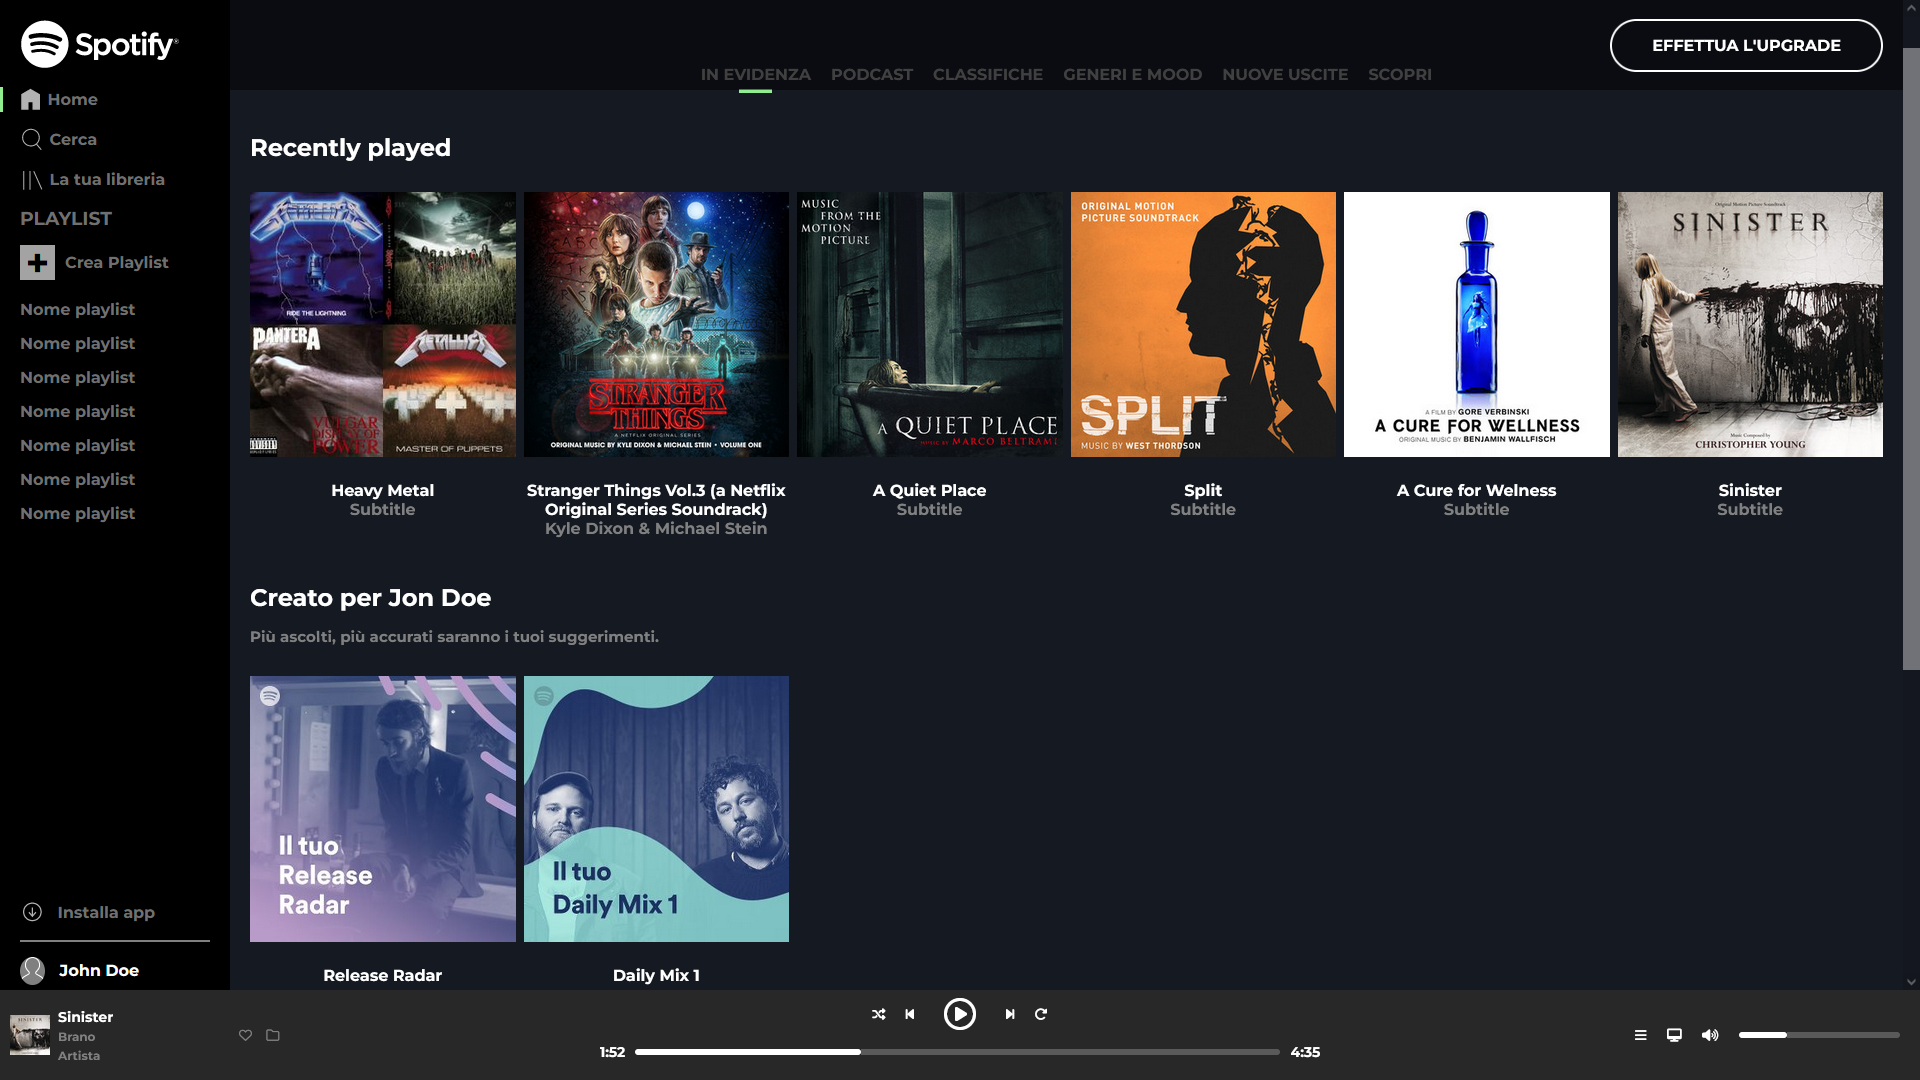 Spotify
EFFETTUA L'UPGRADE
IN EVIDENZA PODCAST CLASSIFICHE GENERI E MOOD NUOVE USCITE SCOPRI
Home
Cerca
La tua libreria
PLAYLIST
Crea Playlist
Nome playlist
Nome playlist
Nome playlist
Nome playlist
Nome playlist
Nome playlist
Nome playlist
Installa app
John Doe
Recently played
METALLICA
RIDE THE LIGHTNING
PANTERA
VULGAR
DISPLAY OF
POWER
METALLICA
MASTER OF PUPPETS
Heavy Metal
Subtitle
STRANGER
THINGS
A NETFLIX ORIGINAL SERIES
ORIGINAL MUSIC BY KYLE DIXON & MICHAEL STEIN • VOLUME ONE
Stranger Things Vol.3 (a Netflix
Original Series Soundrack)
Kyle Dixon & Michael Stein
MUSIC
FROM THE
MOTION
PICTURE
A QUIET PLACE
MUSIC BY MARCO BELTRAMI
A Quiet Place
Subtitle
ORIGINAL MOTION
PICTURE SOUNDTRACK
SPLIT
MUSIC BY WEST THORDSON
Split
Subtitle
A FILM BY GORE VERBINSKI
A CURE FOR WELLNESS
ORIGINAL MUSIC BY BENJAMIN WALLFISCH
A Cure for Welness
Subtitle
Original Motion Picture Soundtrack
SINISTER
Music Composed by
CHRISTOPHER YOUNG
Sinister
Subtitle
Creato per Jon Doe
Più ascolti, più accurati saranno i tuoi suggerimenti.
Il tuo
Release
Radar
Release Radar
Il tuo
Daily Mix 1
Daily Mix 1
SINISTER
Sinister
Brano
Artista
1:52
4:35